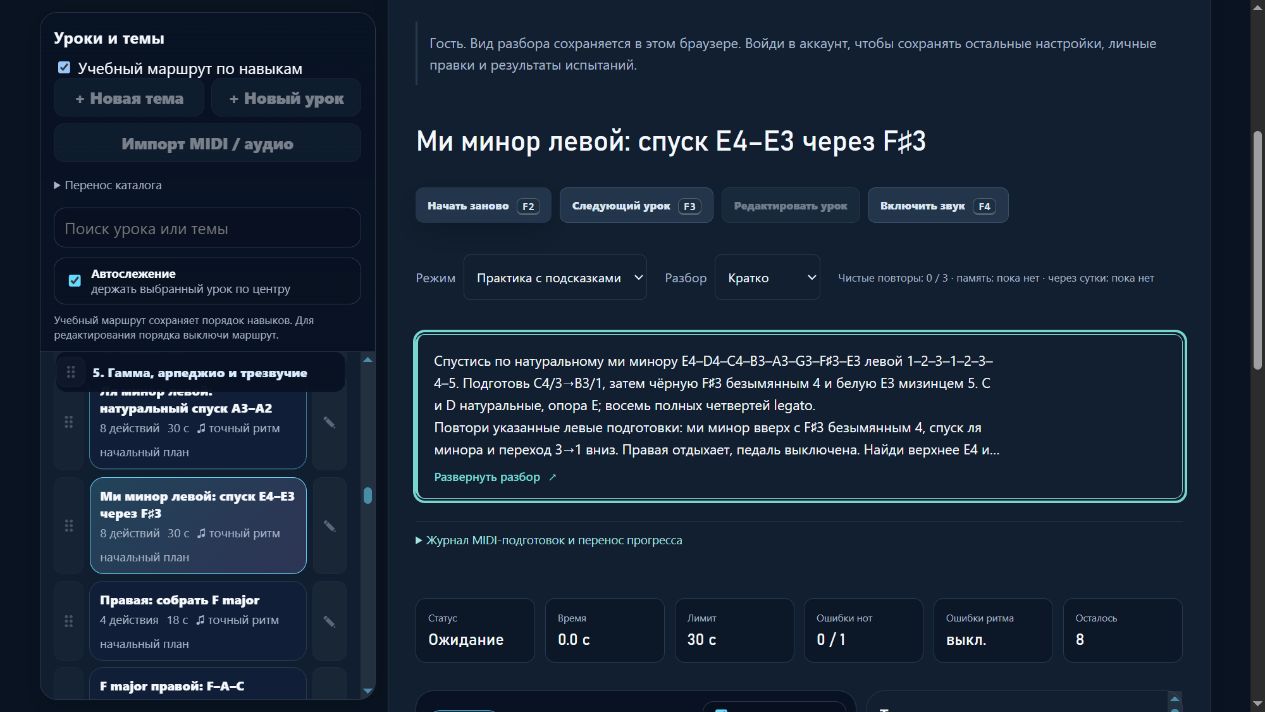 Уроки и темы
Учебный маршрут по навыкам
+ Новая тема
+ Новый урок
Импорт MIDI / аудио
Перенос каталога
Поиск урока или темы
Автослежение
держать выбранный урок по центру
Учебный маршрут сохраняет порядок навыков. Для
редактирования порядка выключи маршрут.
5. Гамма, арпеджио и трезвучие
Ля минор левой:
натуральный спуск A3–A2
8 действий 30 с ♫ точный ритм
начальный план
Ми минор левой: спуск E4–E3
через F♯3
8 действий 30 с ♫ точный ритм
начальный план
Правая: собрать F major
4 действия 18 с ♫ точный ритм
начальный план
F major правой: F–A–C
Гость. Вид разбора сохраняется в этом браузере. Войди в аккаунт, чтобы сохранять остальные настройки, личные
правки и результаты испытаний.
Ми минор левой: спуск E4–E3 через F♯3
Начать заново F2
Следующий урок F3
Редактировать урок
Включить звук F4
Режим
Практика с подсказками
Разбор
Кратко
Чистые повторы: 0 / 3 · память: пока нет · через сутки: пока нет
Спустись по натуральному ми минору E4–D4–C4–B3–A3–G3–F♯3–E3 левой 1–2–3–1–2–3–
4–5. Подготовь C4/3→B3/1, затем чёрную F♯3 безымянным 4 и белую E3 мизинцем 5. C
и D натуральные, опора E; восемь полных четвертей legato.
Повтори указанные левые подготовки: ми минор вверх с F♯3 безымянным 4, спуск ля
минора и переход 3→1 вниз. Правая отдыхает, педаль выключена. Найди верхнее E4 и...
Развернуть разбор ↗
Журнал MIDI-подготовок и перенос прогресса
Статус
Ожидание
Время
0.0 с
Лимит
30 с
Ошибки нот
0 / 1
Ошибки ритма
выкл.
Осталось
8